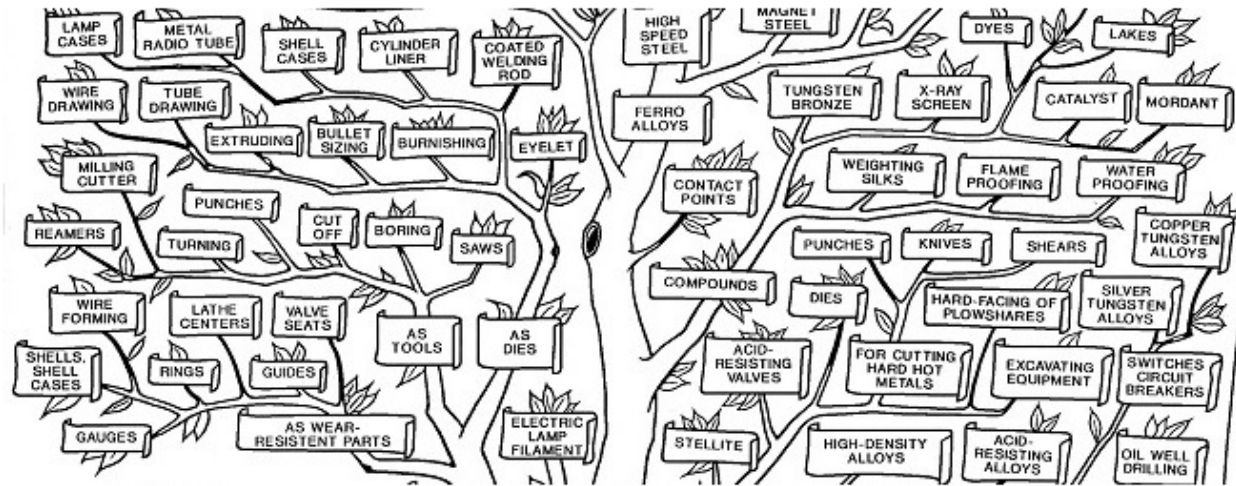 LAMP
CASES
METAL
RADIO TUBE
SHELL
CASES
CYLINDER
LINER
COATED
WELDING
ROD
HIGH
SPEED
STEEL
MAGNET
STEEL
DYES
LAKES
WIRE
DRAWING
TUBE
DRAWING
EXTRUDING
BULLET
SIZING
BURNISHING
EYELET
FERRO
ALLOYS
TUNGSTEN
BRONZE
X-RAY
SCREEN
CATALYST
MORDANT
MILLING
CUTTER
PUNCHES
CONTACT
POINTS
WEIGHTING
SILKS
FLAME
PROOFING
WATER
PROOFING
REAMERS
TURNING
CUT
OFF
BORING
SAWS
PUNCHES
KNIVES
SHEARS
COPPER
TUNGSTEN
ALLOYS
WIRE
FORMING
LATHE
CENTERS
VALVE
SEATS
AS
TOOLS
AS
DIES
COMPOUNDS
DIES
HARD-FACING OF
PLOWSHARES
SILVER
TUNGSTEN
ALLOYS
SHELLS,
SHELL
CASES
RINGS
GUIDES
ACID-
RESISTING
VALVES
FOR CUTTING
HARD HOT
METALS
EXCAVATING
EQUIPMENT
SWITCHES
CIRCUIT
BREAKERS
GAUGES
AS WEAR-
RESISTENT PARTS
ELECTRIC
LAMP
FILAMENT
STELLITE
HIGH-DENSITY
ALLOYS
ACID-
RESISTING
ALLOYS
OIL WELL
DRILLING